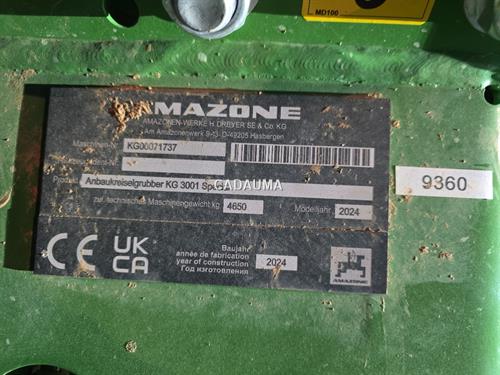 MD100
AMAZONE
AMAZONEN-WERKE H. DREYER SE & Co. KG
Am Amazonenwerk 9-13 D-49205 Hasbergen
KG00071737
Anbaukreiselgrubber KG 3001
GADAUMA
zul. technisches Maschinengewicht kg 4650 Modelljahr 2024
9360
CE UK CA
Baujahr
année de fabrication
year of construction 2024
Год изготовления
AMAZONE